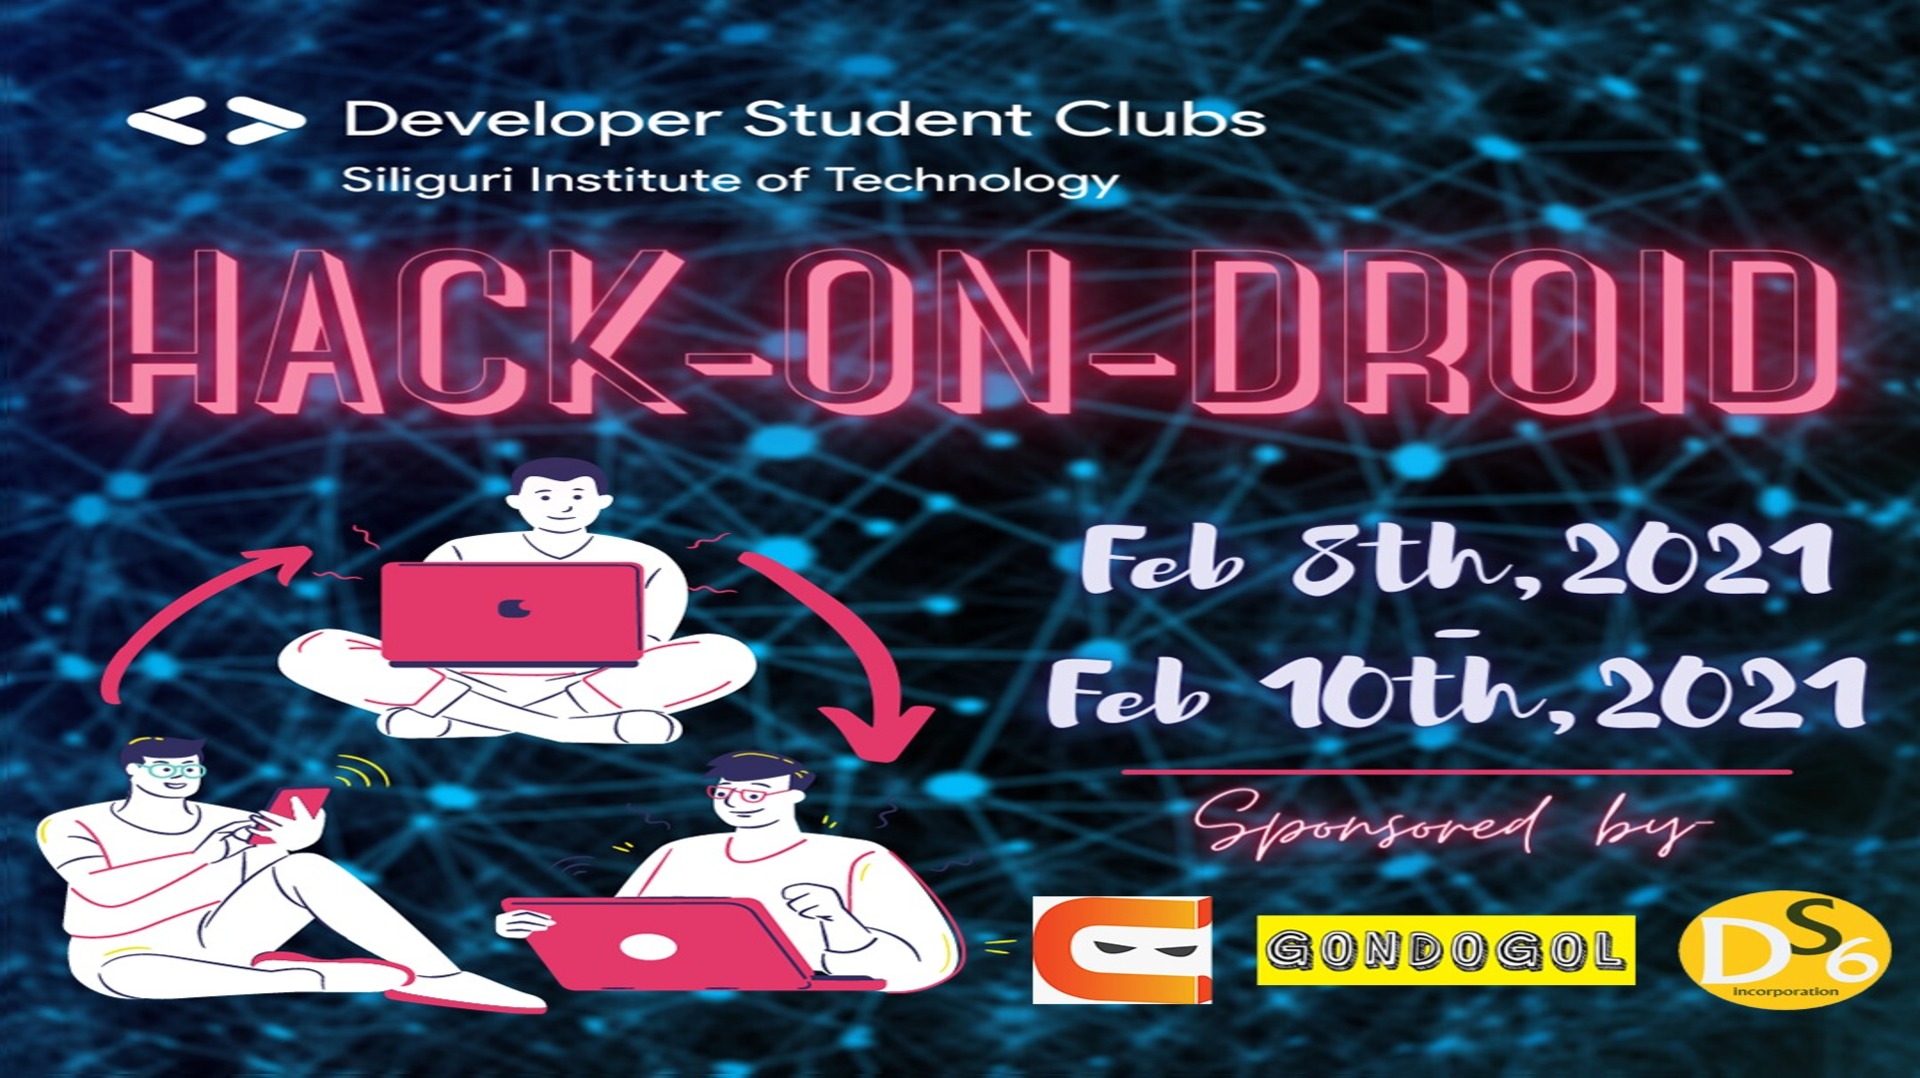 Developer Student Clubs
Siliguri Institute of Technology
HACK-ON-DROID
Feb 8th, 2021
-
Feb 10th, 2021
Sponsored by-
GONDOGOL
DS6
incorporation